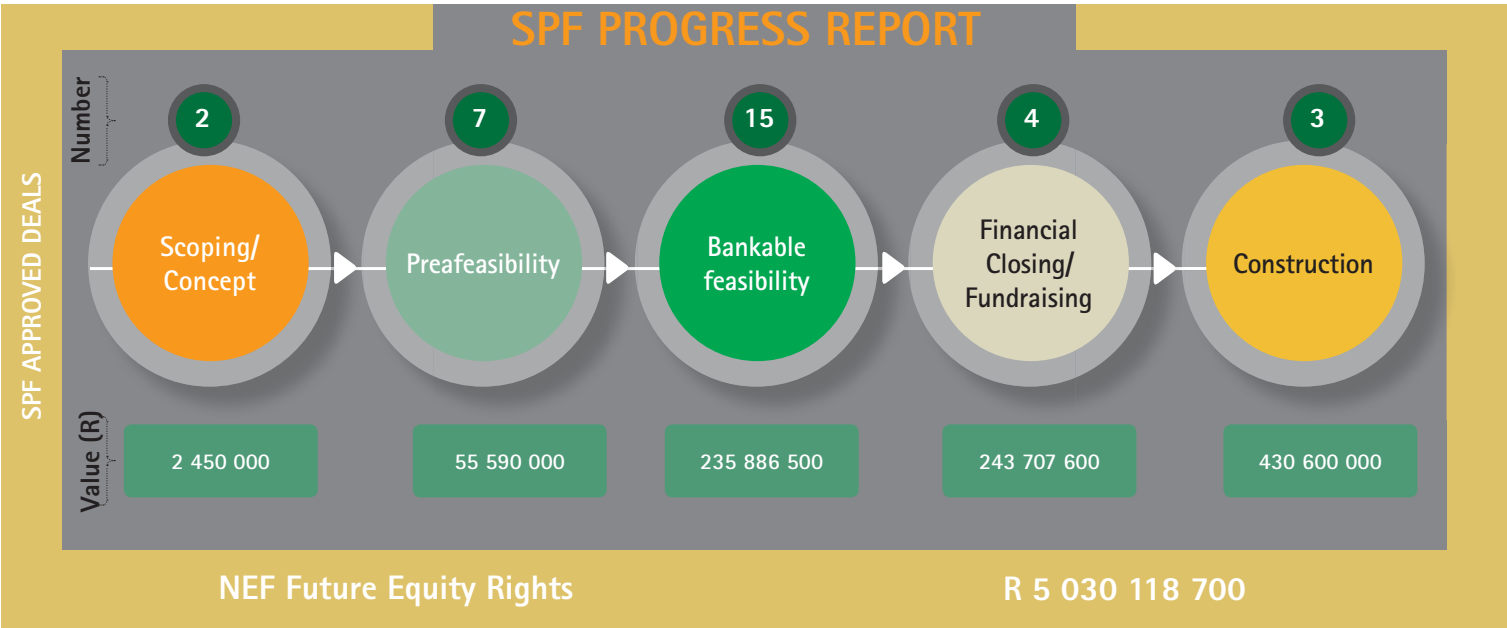 SPF PROGRESS REPORT
SPF APPROVED DEALS
Number
2
7
15
4
3
Scoping/
Concept
Preafeasibility
Bankable
feasibility
Financial
Closing/
Fundraising
Construction
Value (R)
2 450 000
55 590 000
235 886 500
243 707 600
430 600 000
NEF Future Equity Rights
R 5 030 118 700